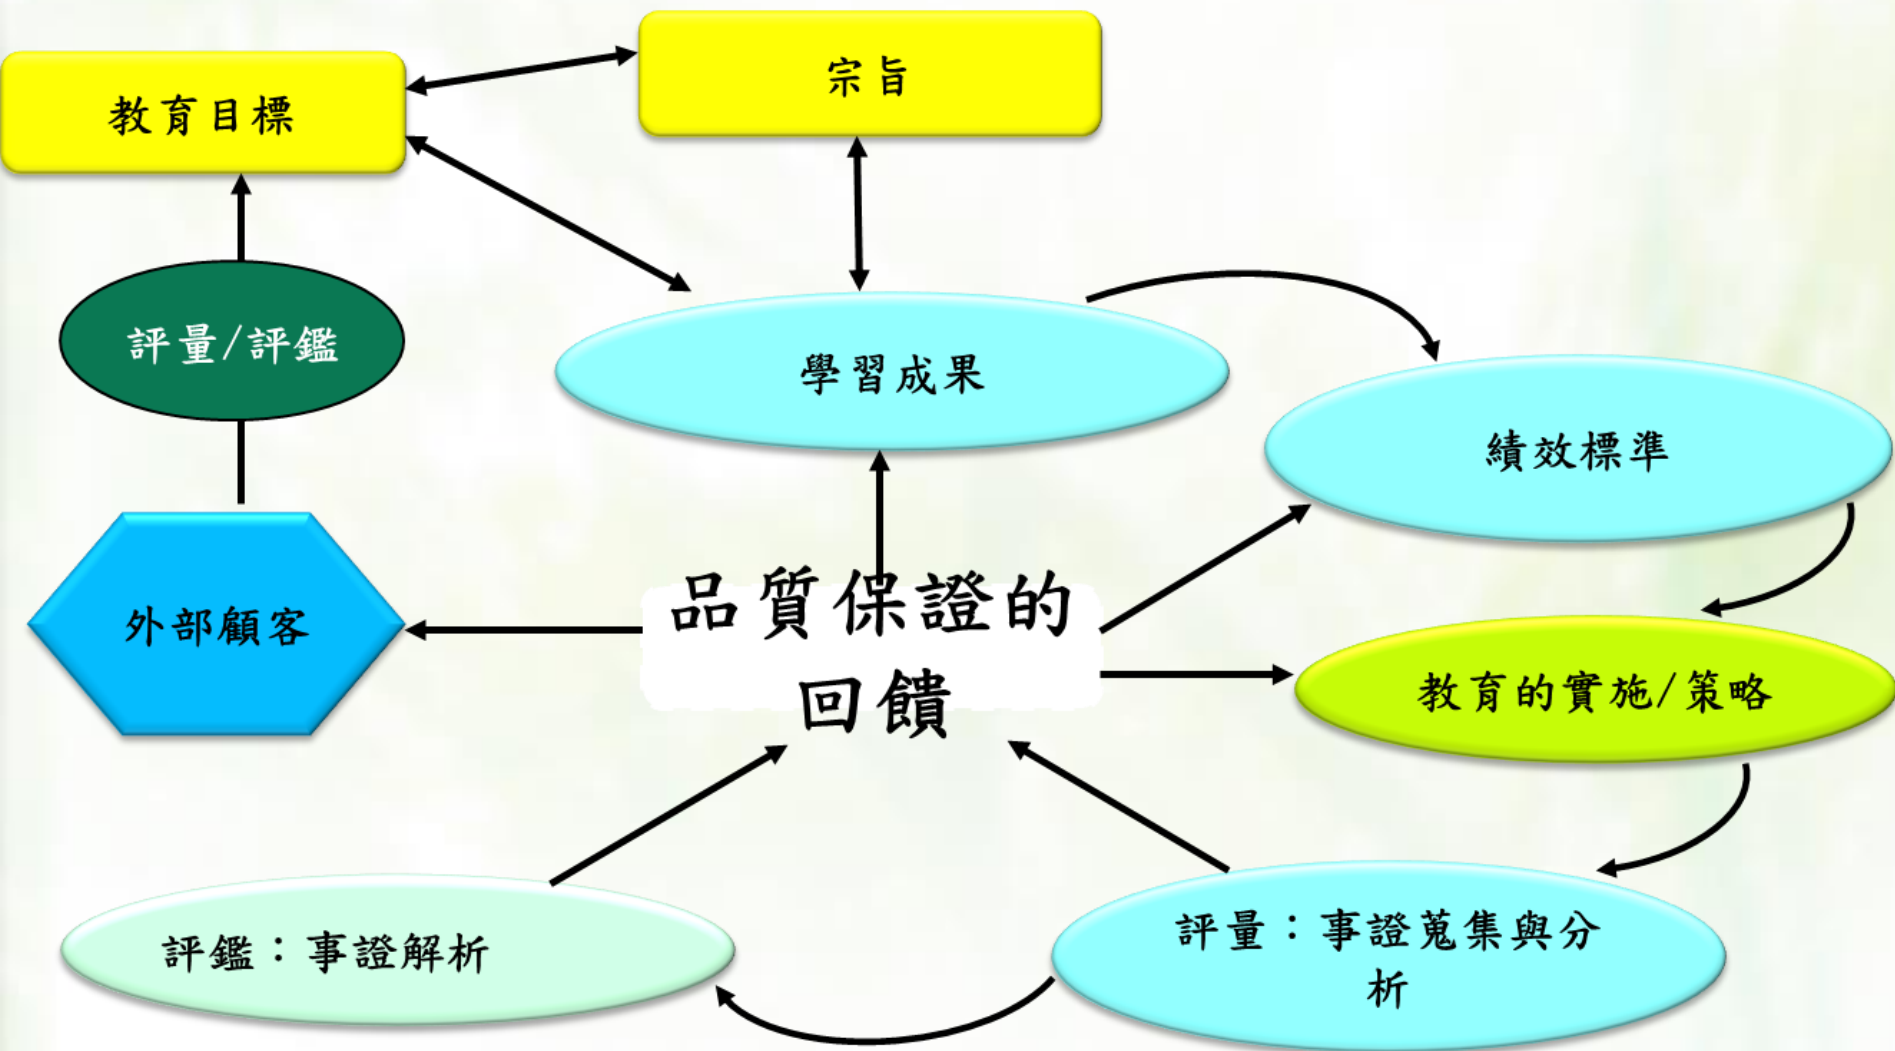 宗旨
教育目標
評量/評鑑
學習成果
績效標準
品質保證的
回饋
外部顧客
教育的實施/策略
評鑑：事證解析
評量：事證蒐集與分
析